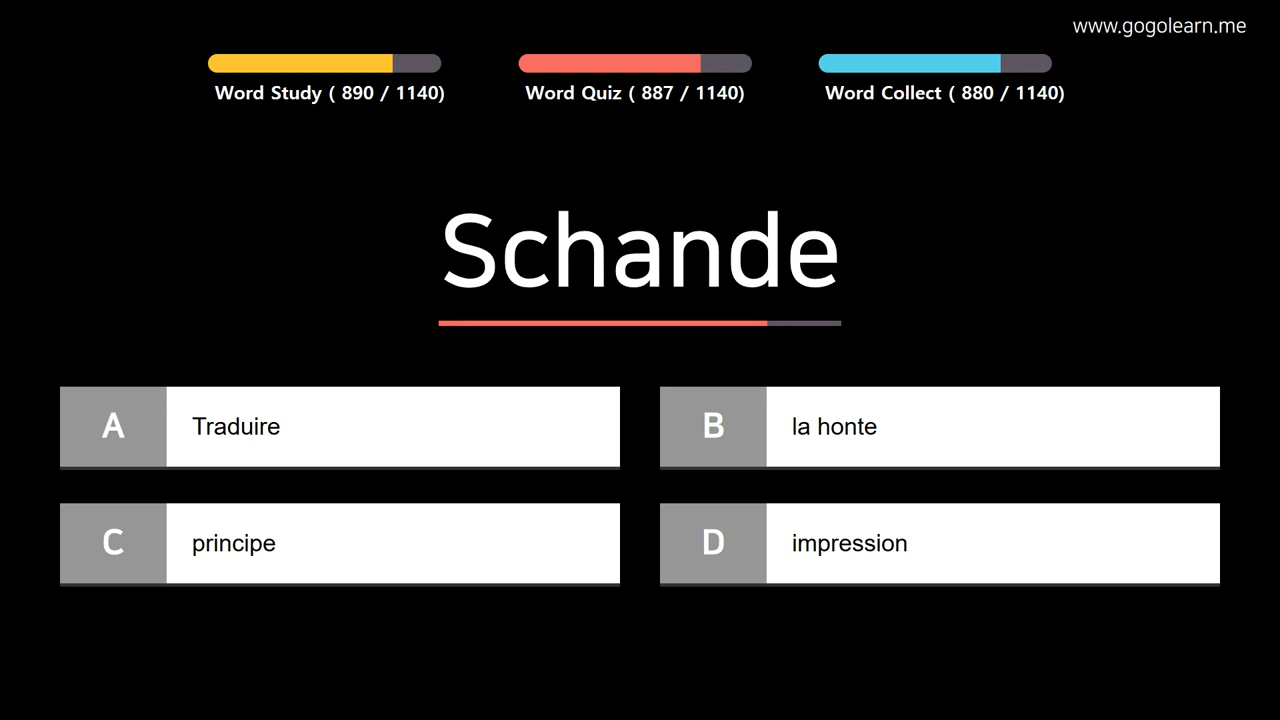 www.gogolearn.me
Word Study ( 890 / 1140)
Word Quiz ( 887 / 1140)
Word Collect ( 880 / 1140)
Schande
A Traduire
B la honte
C principe
D impression